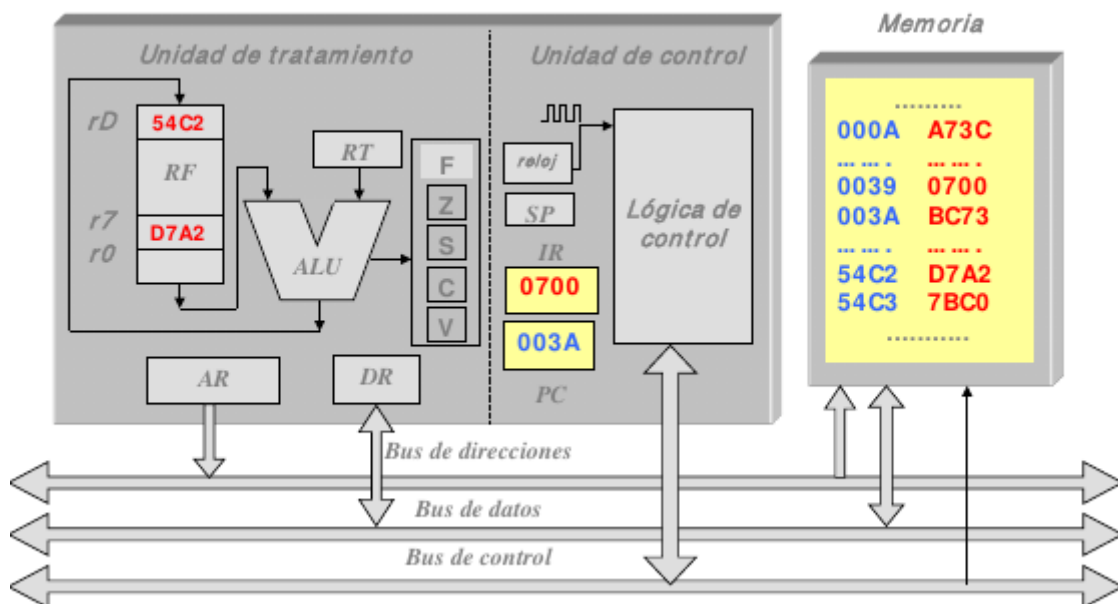 Unidad de tratamiento
Unidad de control
Memoria
rD
54C2
RF
r7
D7A2
r0
RT
ALU
F
Z
S
C
V
reloj
SP
IR
0700
003A
PC
Lógica de
control
..........
000A A73C
... ... . ... ... .
0039 0700
003A BC73
... ... . ... ... .
54C2 D7A2
54C3 7BC0
...........
AR
DR
Bus de direcciones
Bus de datos
Bus de control